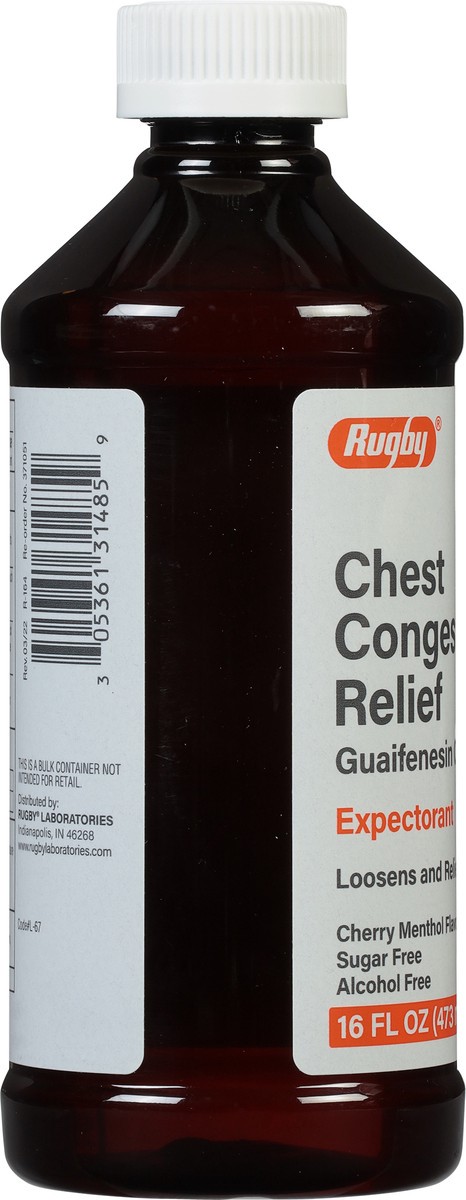 Rugby®
Chest
Conges
Relief
Guaifenesin
Expectorant
Loosens and Reli
Cherry Menthol Flav
Sugar Free
Alcohol Free
16 FL OZ (473
Rev.03/22 R-164 Re-order No. 371051
3 05361 31485 9
THIS IS A BULK CONTAINER NOT
INTENDED FOR RETAIL.
Distributed by:
RUGBY® LABORATORIES
Indianapolis, IN 46268
www.rugbylaboratories.com
Code#L-67